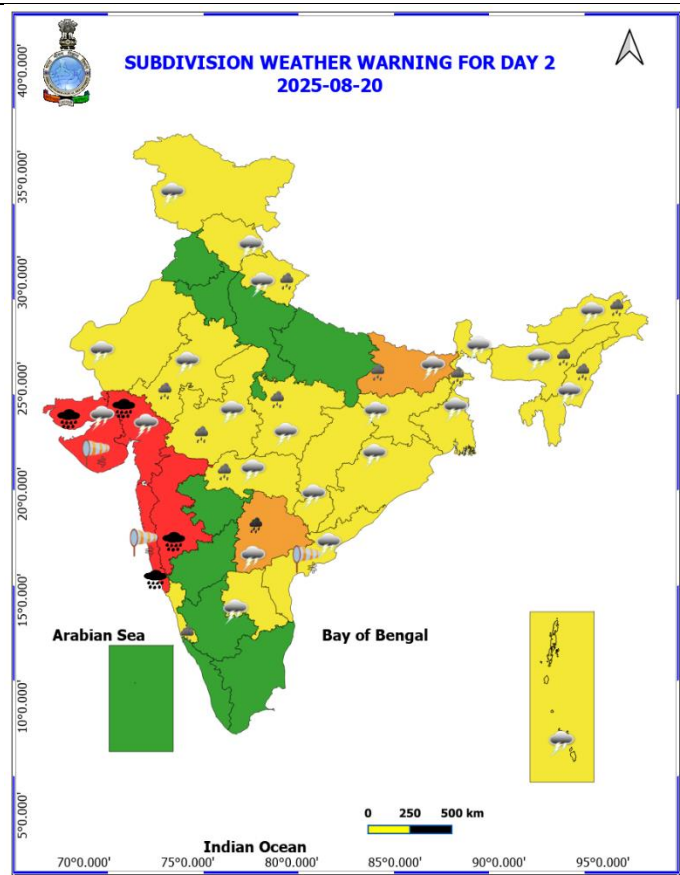 SUBDIVISION WEATHER WARNING FOR DAY 2
2025-08-20
40°0.000'
35°0.000'
30°0.000'
25°0.000'
20°0.000'
15°0.000'
10°0.000'
5°0.000'
Arabian Sea
Bay of Bengal
0 250 500 km
Indian Ocean
70°0.000' 75°0.000' 80°0.000' 85°0.000' 90°0.000' 95°0.000'